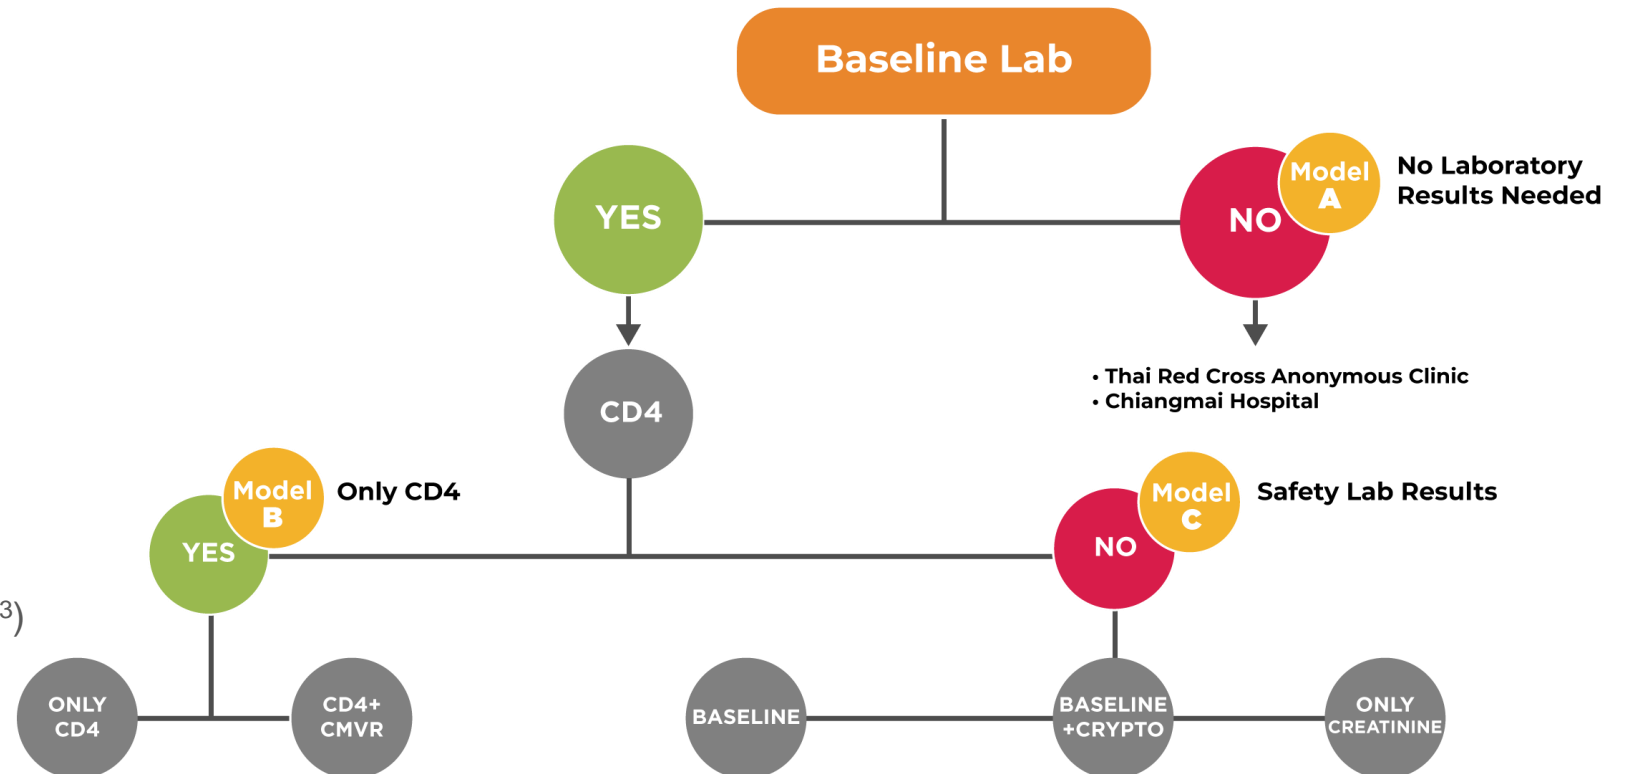 Baseline Lab
YES
NO
Model
A
No Laboratory
Results Needed
• Thai Red Cross Anonymous Clinic
• Chiangmai Hospital
CD4
YES
Model
B
Only CD4
NO
Model
C
Safety Lab Results
3)
ONLY
CD4
CD4+
CMVR
BASELINE
BASELINE
+CRYPTO
ONLY
CREATININE